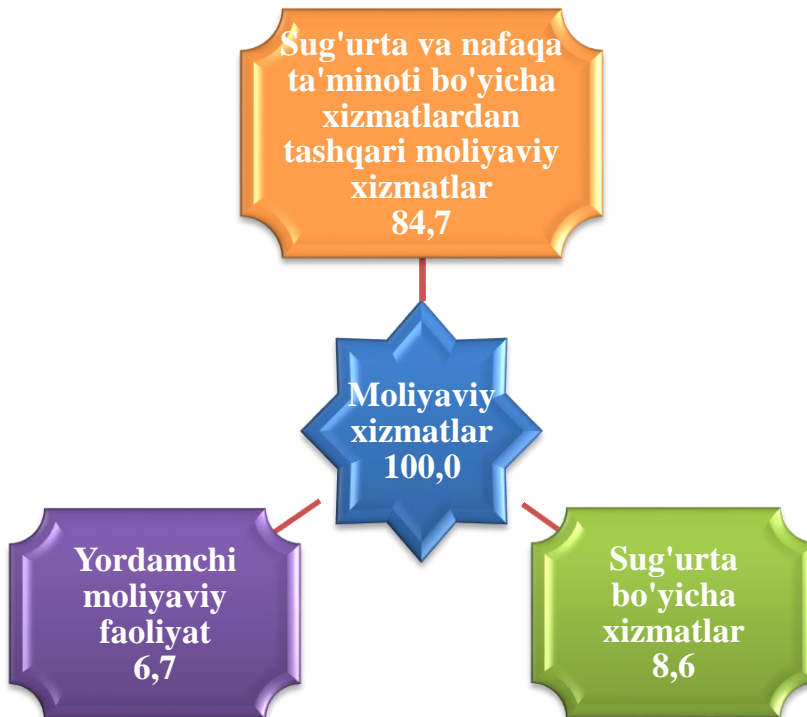 Sug'urta va nafaqa
ta'minoti bo'yicha
xizmatlardan
tashqari moliyaviy
xizmatlar
84,7
Moliyaviy
xizmatlar
100,0
Yordamchi
moliyaviy
faoliyat
6,7
Sug'urta
bo'yicha
xizmatlar
8,6